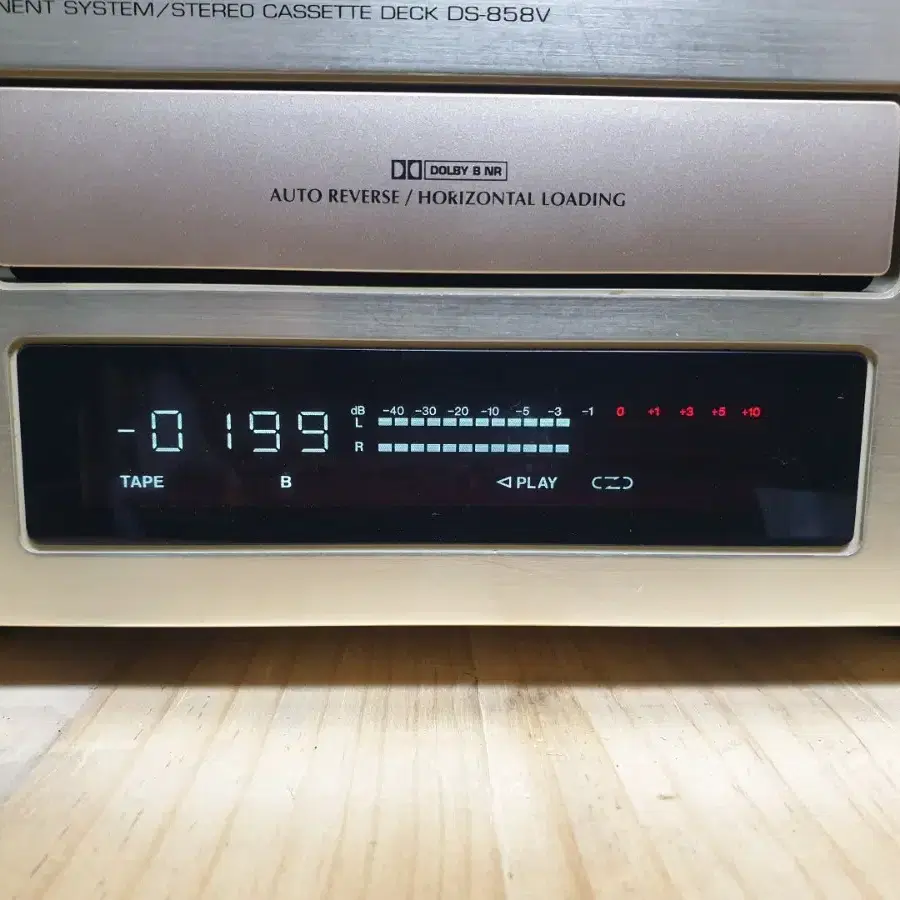 NENT SYSTEM/STEREO CASSETTE DECK DS-858V
DOLBY B NR
AUTO REVERSE / HORIZONTAL LOADING
-0199
dB -40 -30 -20 -10 -5 -3 -1 0 +1 +3 +5 +10
L
R
TAPE B ◁ PLAY